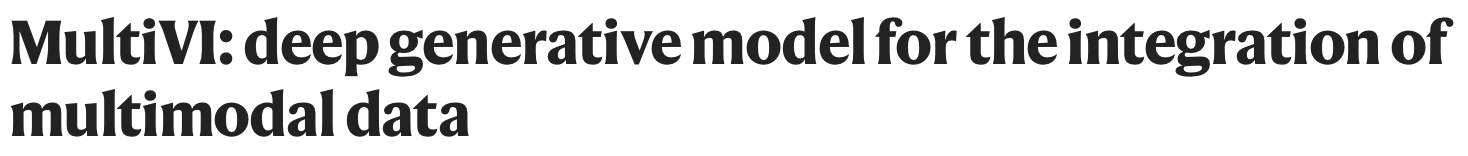 MultiVI: deep generative model for the integration of
multimodal data